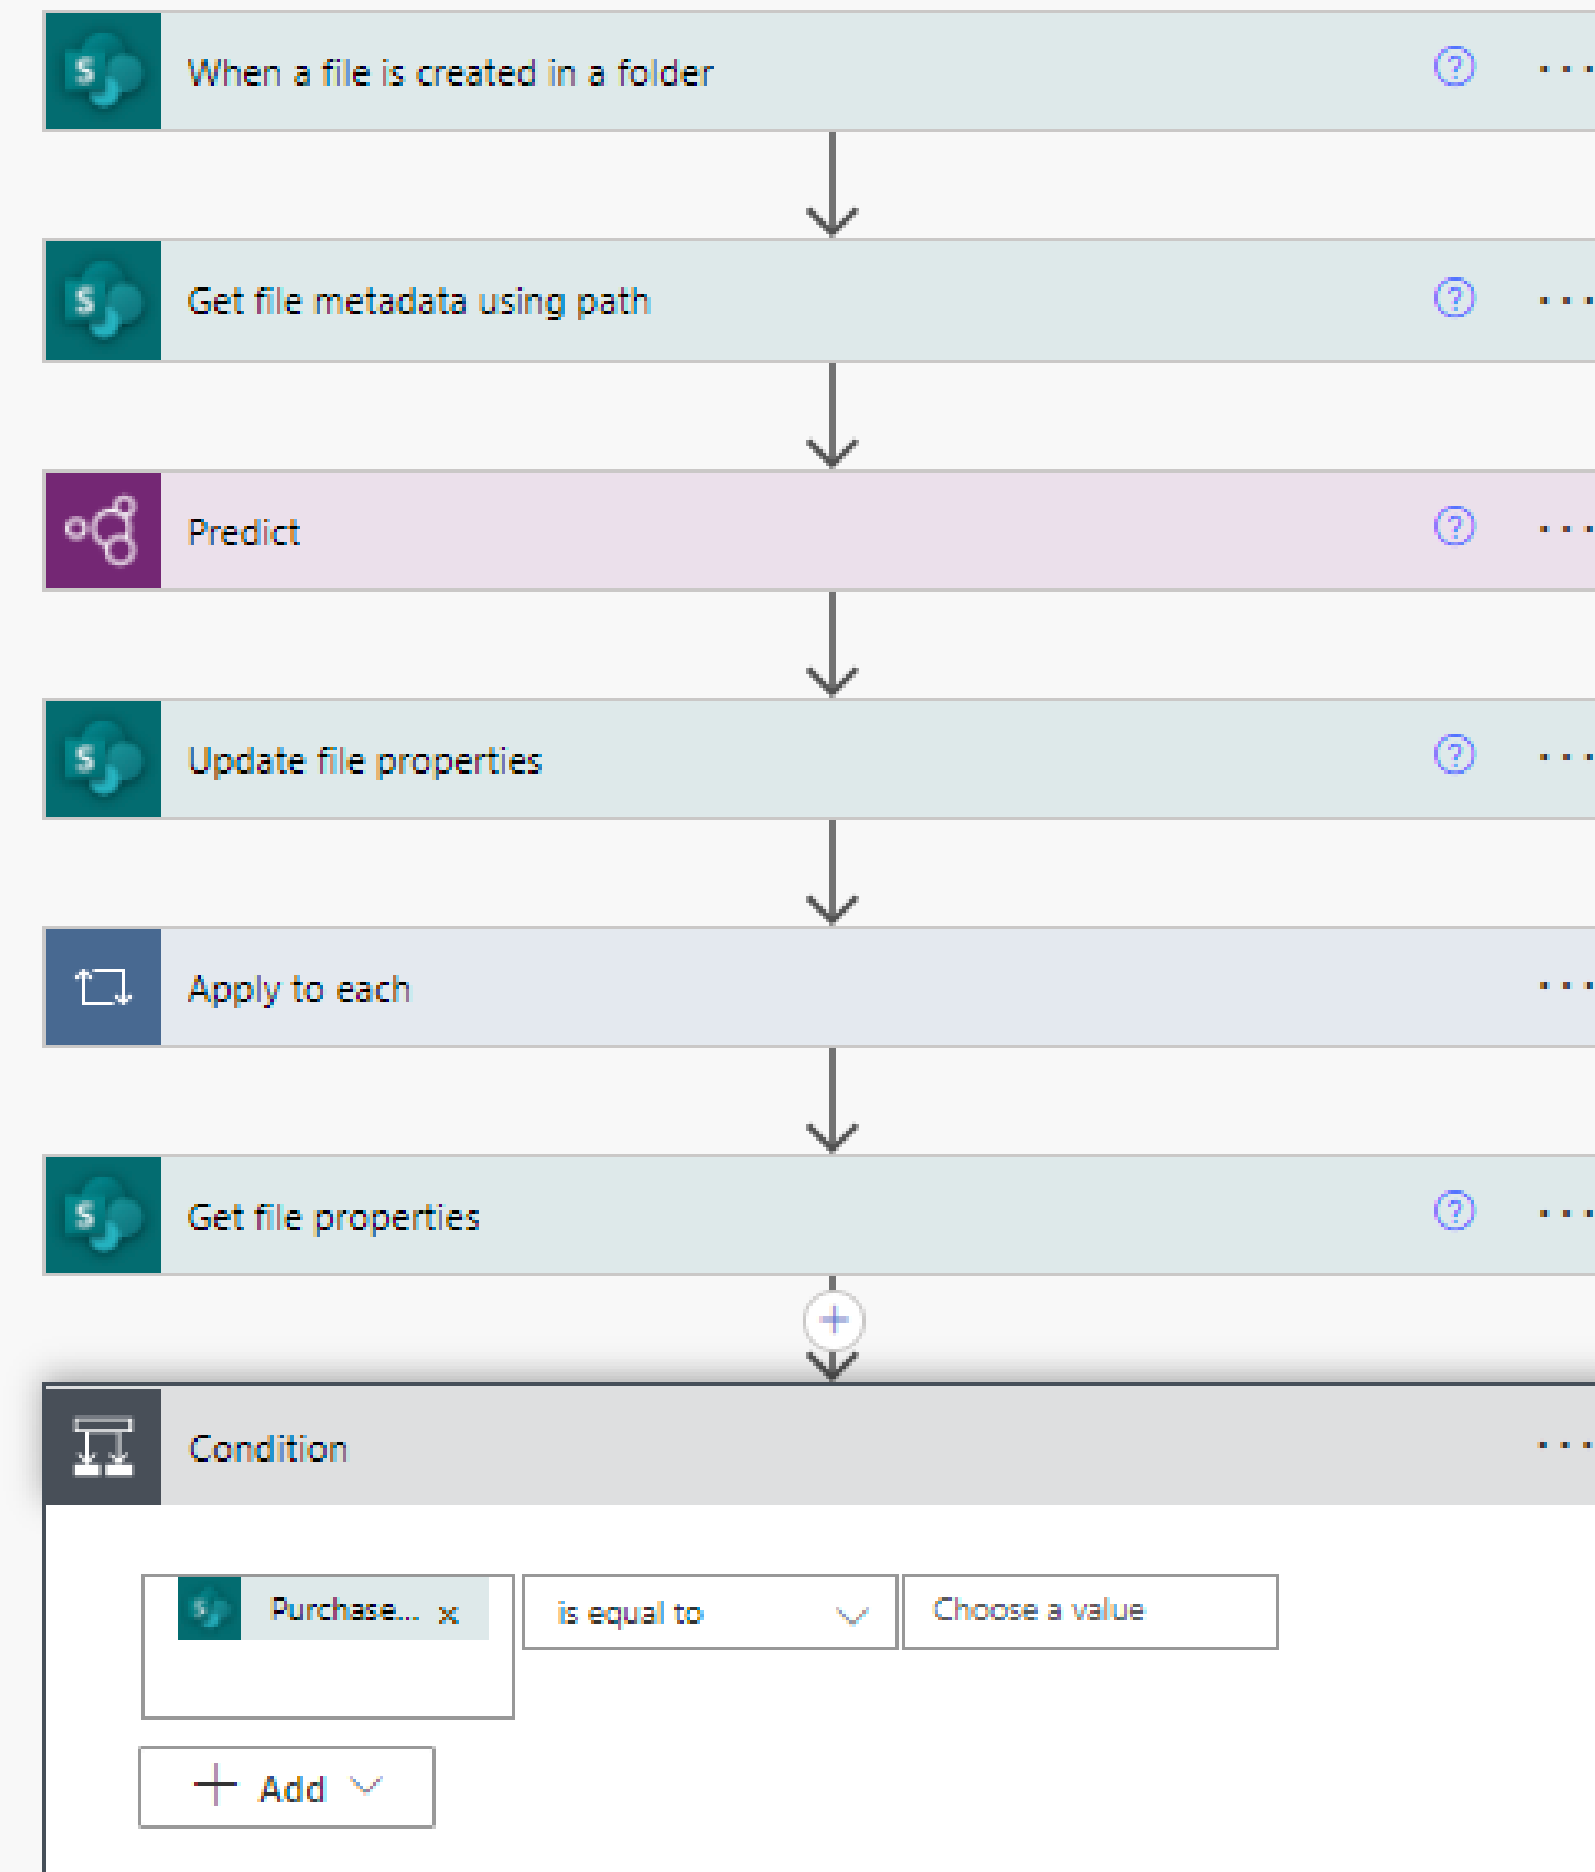 When a file is created in a folder
Get file metadata using path
Predict
Update file properties
Apply to each
Get file properties
Condition
Purchase... x is equal to Choose a value
Add